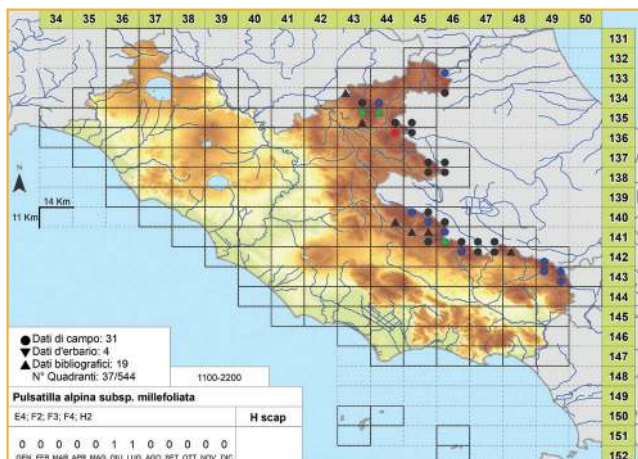 34 35 36 37 38 39 40 41 42 43 44 45 46 47 48 49 50
131
132
133
134
135
136
137
138
139
140
141
142
143
144
145
146
147
148
149
150
151
152
N
14 Km
11 Km
Dati di campo: 31
Dati d'erbario: 4
Dati bibliografici: 19
N° Quadranti: 37/544
1100-2200
Pulsatilla alpina subsp. millefoliata
E4; F2; F3; F4; H2
H scap
0 0 0 0 0 1 1 0 0 0 0 0
GEN FEB MAR APR MAG GIU LUG AGO SET OTT NOV DIC